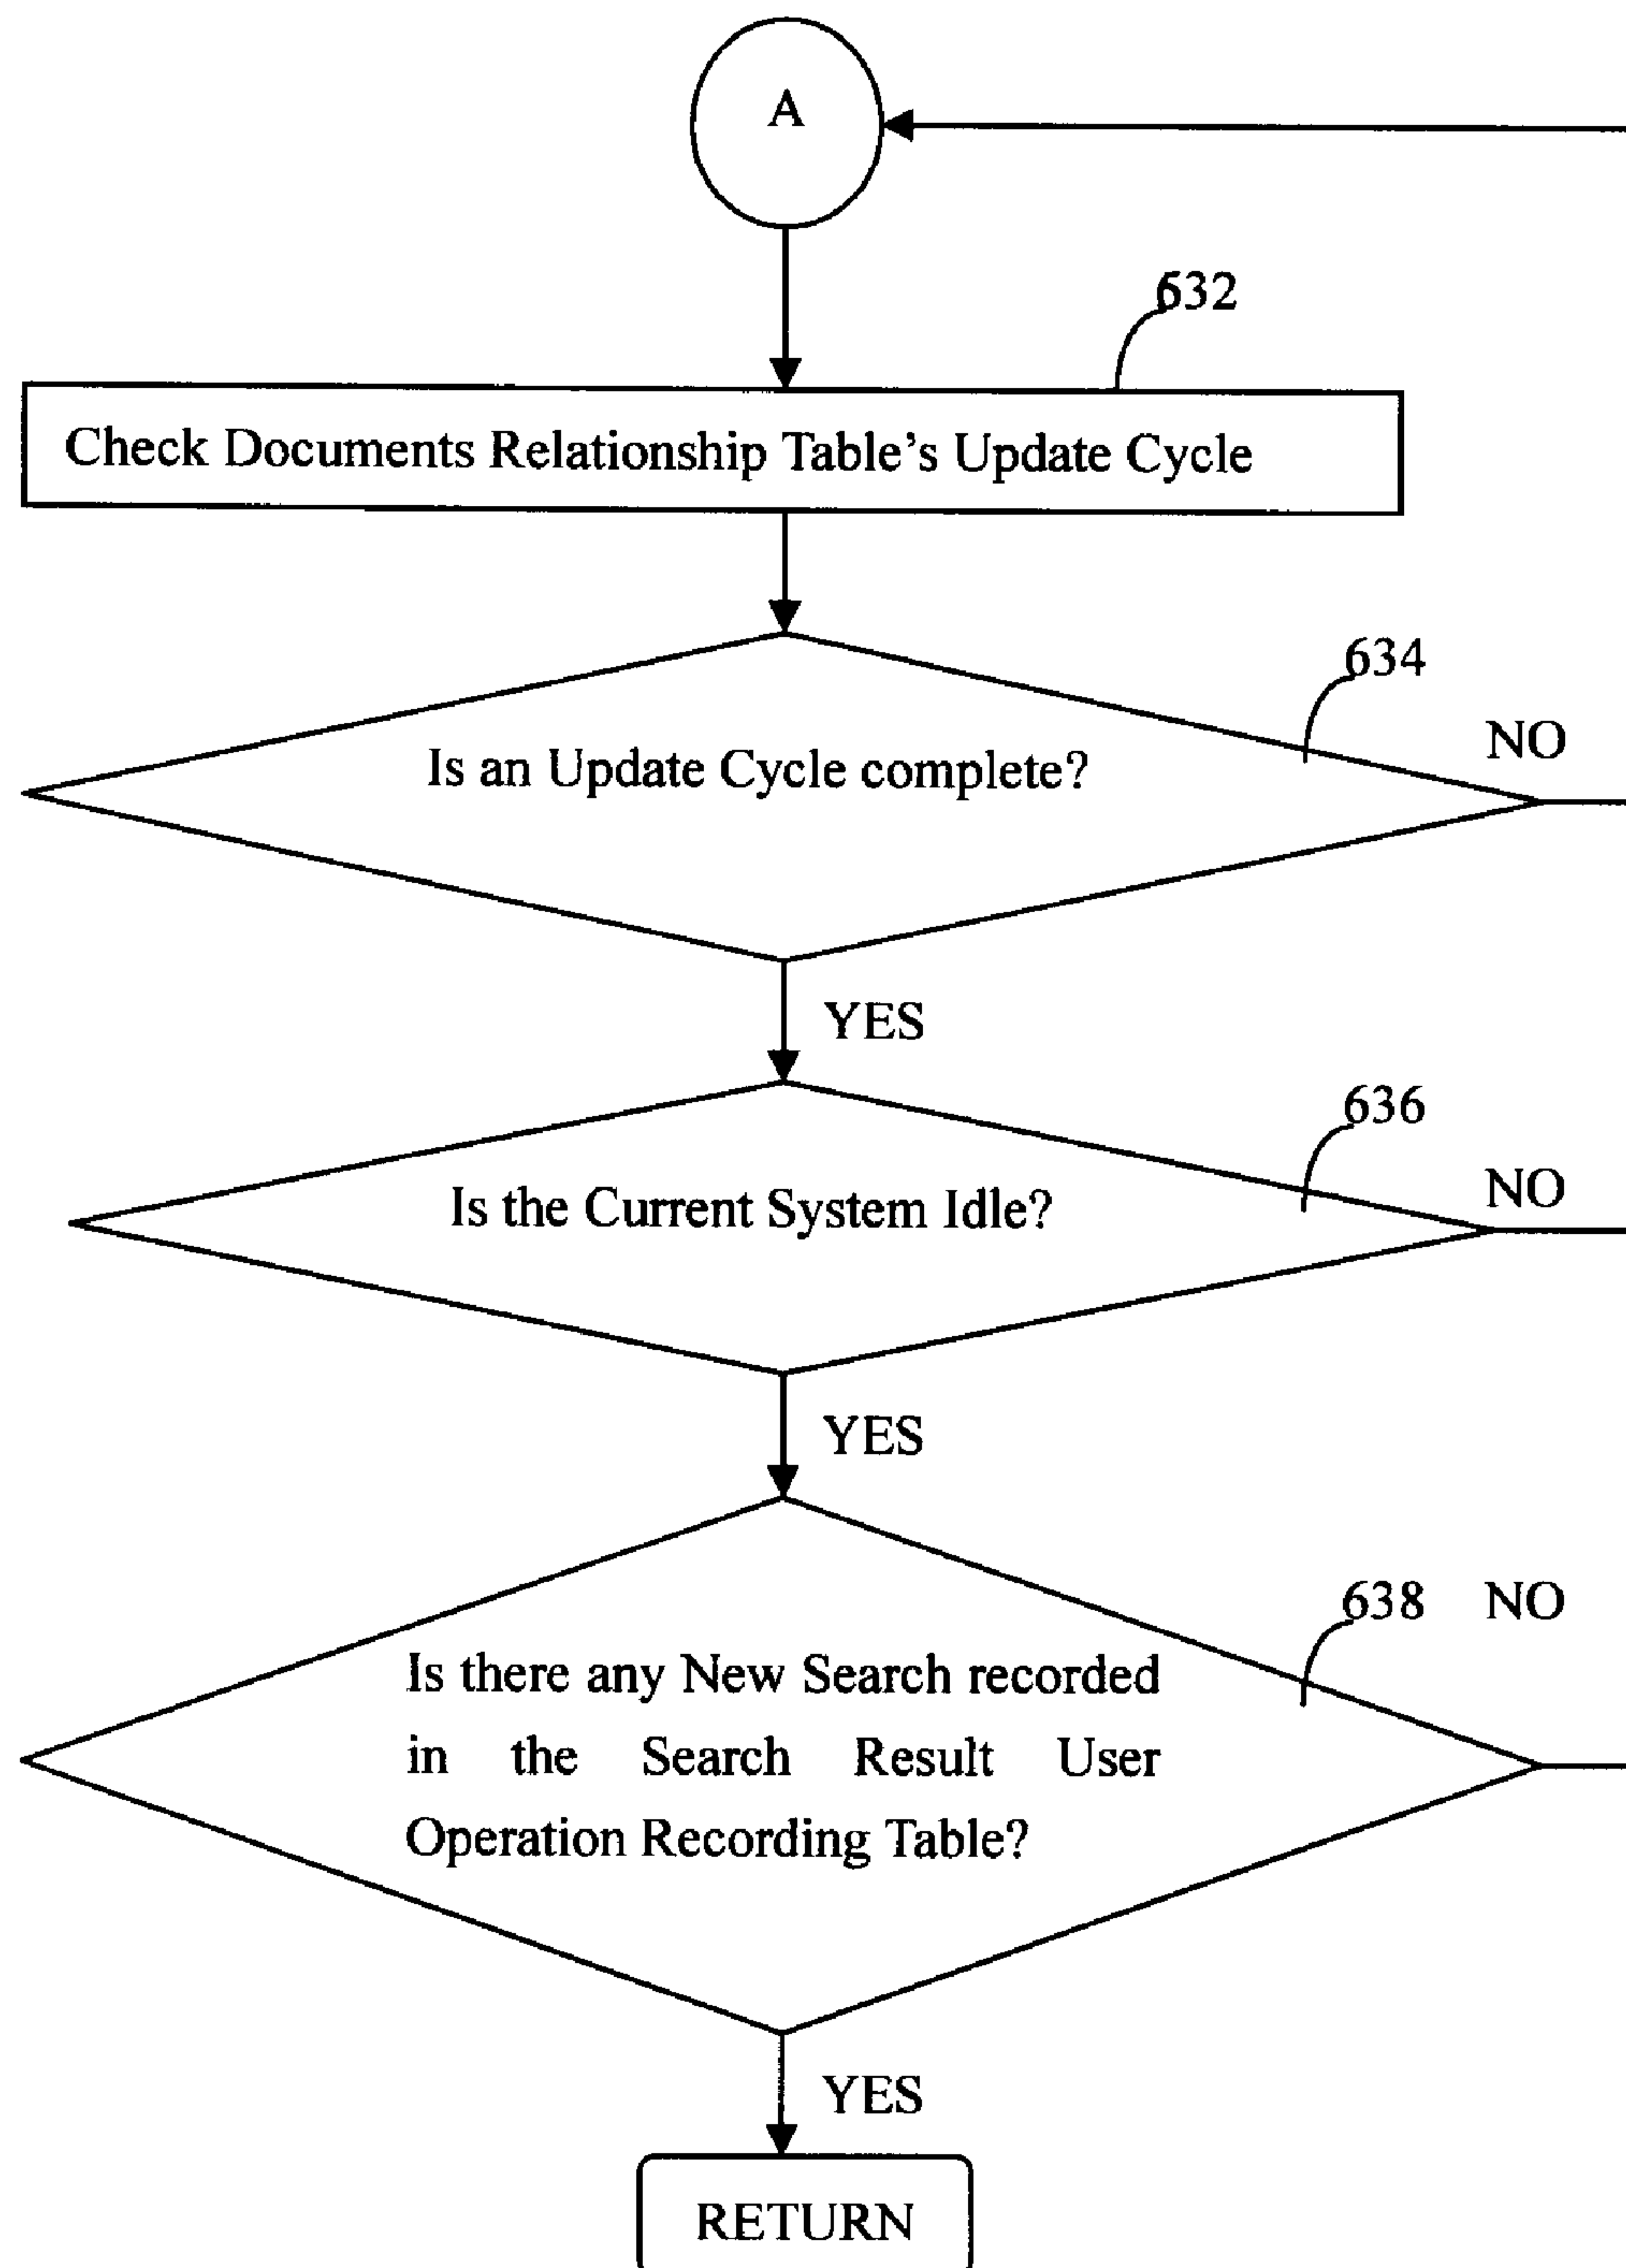 A
632
Check Documents Relationship Table's Update Cycle
634
NO
Is an Update Cycle complete?
YES
636
NO
Is the Current System Idle?
YES
638 NO
Is there any New Search recorded
in the Search Result User
Operation Recording Table?
YES
RETURN